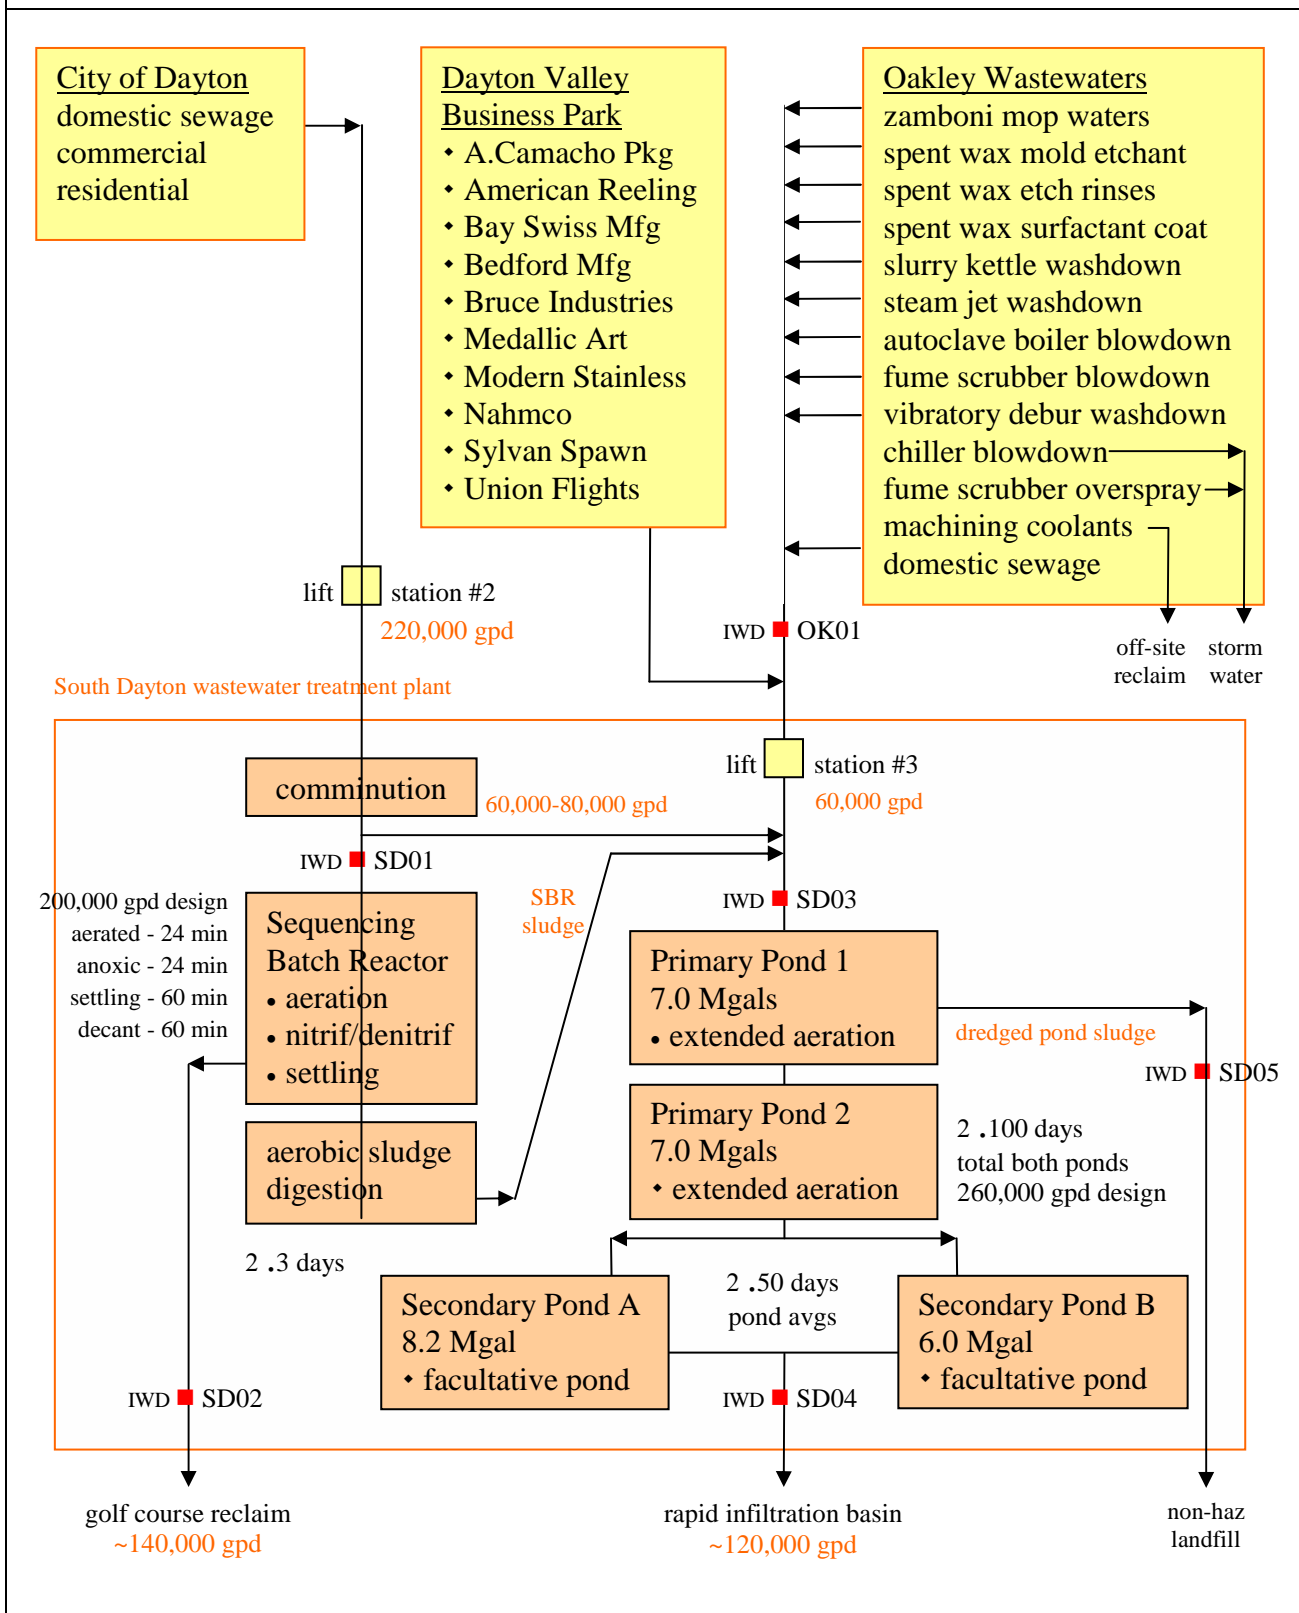 City of Dayton
domestic sewage
commercial
residential
Dayton Valley
Business Park
◆ A.Camacho Pkg
◆ American Reeling
◆ Bay Swiss Mfg
◆ Bedford Mfg
◆ Bruce Industries
◆ Medallic Art
◆ Modern Stainless
◆ Nahmco
◆ Sylvan Spawn
◆ Union Flights
Oakley Wastewaters
zamboni mop waters
spent wax mold etchant
spent wax etch rinses
spent wax surfactant coat
slurry kettle washdown
steam jet washdown
autoclave boiler blowdown
fume scrubber blowdown
vibratory debur washdown
chiller blowdown
fume scrubber overspray
machining coolants
domestic sewage
lift station #2
220,000 gpd
IWD OK01
off-site
reclaim
storm
water
South Dayton wastewater treatment plant
comminution
60,000-80,000 gpd
lift station #3
60,000 gpd
IWD SD01
200,000 gpd design
aerated - 24 min
anoxic - 24 min
settling - 60 min
decant - 60 min
Sequencing
Batch Reactor
• aeration
• nitrif/denitrif
• settling
SBR
sludge
IWD SD03
Primary Pond 1
7.0 Mgals
• extended aeration
dredged pond sludge
IWD SD05
aerobic sludge
digestion
2 .3 days
Primary Pond 2
7.0 Mgals
◆ extended aeration
2 .100 days
total both ponds
260,000 gpd design
Secondary Pond A
8.2 Mgal
◆ facultative pond
2 .50 days
pond avgs
Secondary Pond B
6.0 Mgal
◆ facultative pond
IWD SD02
IWD SD04
golf course reclaim
~140,000 gpd
rapid infiltration basin
~120,000 gpd
non-haz
landfill